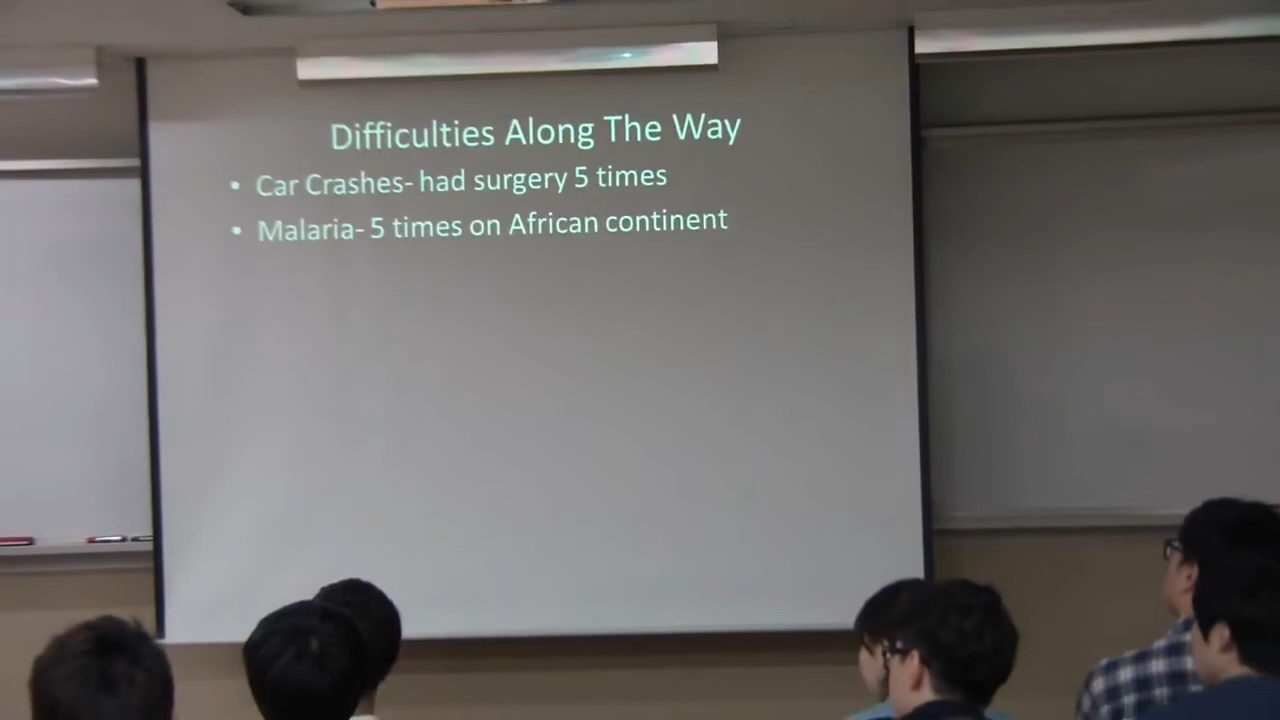 Difficulties Along The Way
• Car Crashes- had surgery 5 times
• Malaria- 5 times on African continent